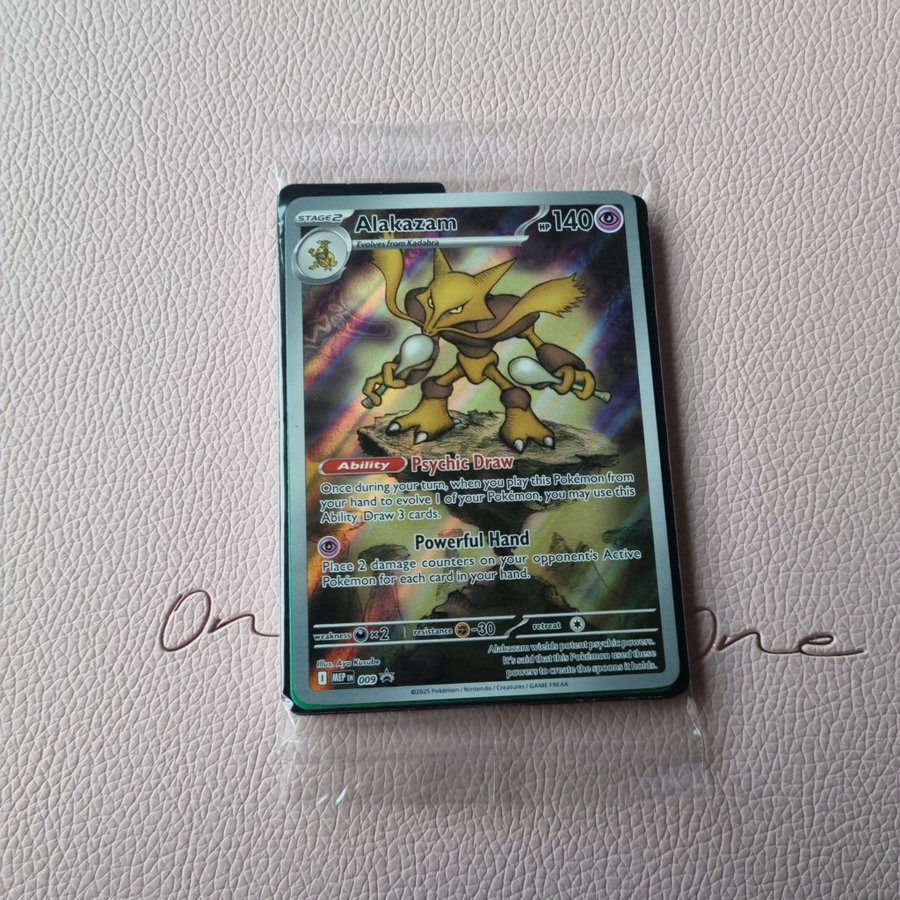 STAGE2 Alakazam HP 140
Evolves from Kadabra
Ability Psychic Draw
Once during your turn, when you play this Pokémon from
your hand to evolve 1 of your Pokémon, you may use this
Ability. Draw 3 cards.
Powerful Hand
Place 2 damage counters on your opponent's Active
Pokémon for each card in your hand.
weakness ×2 resistance -30 retreat
Alakazam wields potent psychic powers.
It's said that this Pokémon used these
powers to create the spoons it holds.
Illus. Aya Kusube
I MEP EN 009
©2025 Pokémon / Nintendo / Creatures / GAME FREAK
On One